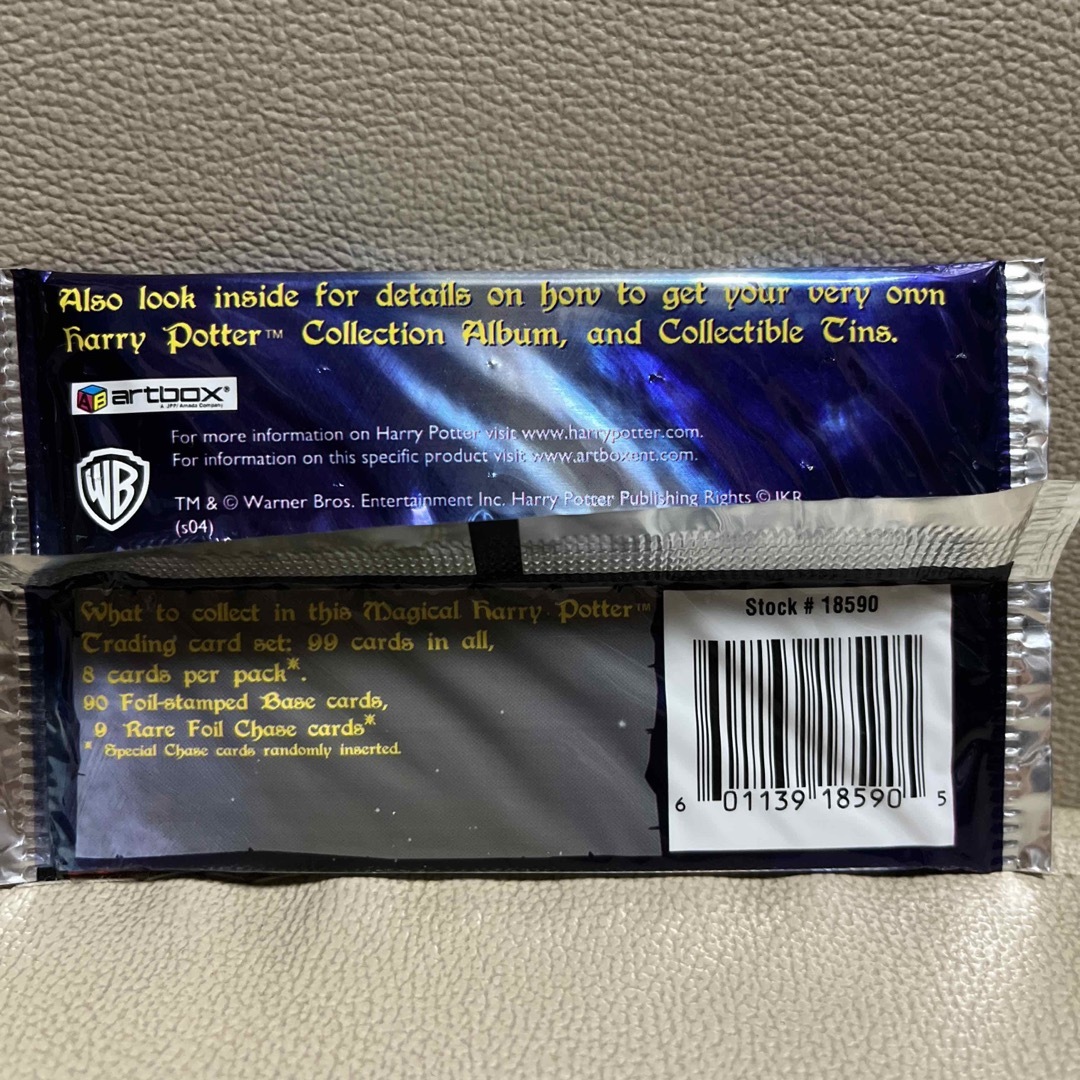 Also look inside for details on how to get your very own
Harry Potter™ Collection Album, and Collectible Tins.
AB artbox®
A JPP/Amada Company
For more information on Harry Potter visit www.harrypotter.com.
For information on this specific product visit www.artboxent.com.
WB
TM & © Warner Bros. Entertainment Inc. Harry Potter Publishing Rights © JKR
(s04)
What to collect in this Magical Harry Potter™
Trading card set: 99 cards in all,
8 cards per pack*.
90 Foil-stamped Base cards,
9 Rare Foil Chase cards*
* Special Chase cards randomly inserted.
Stock # 18590
6 01139 18590 5